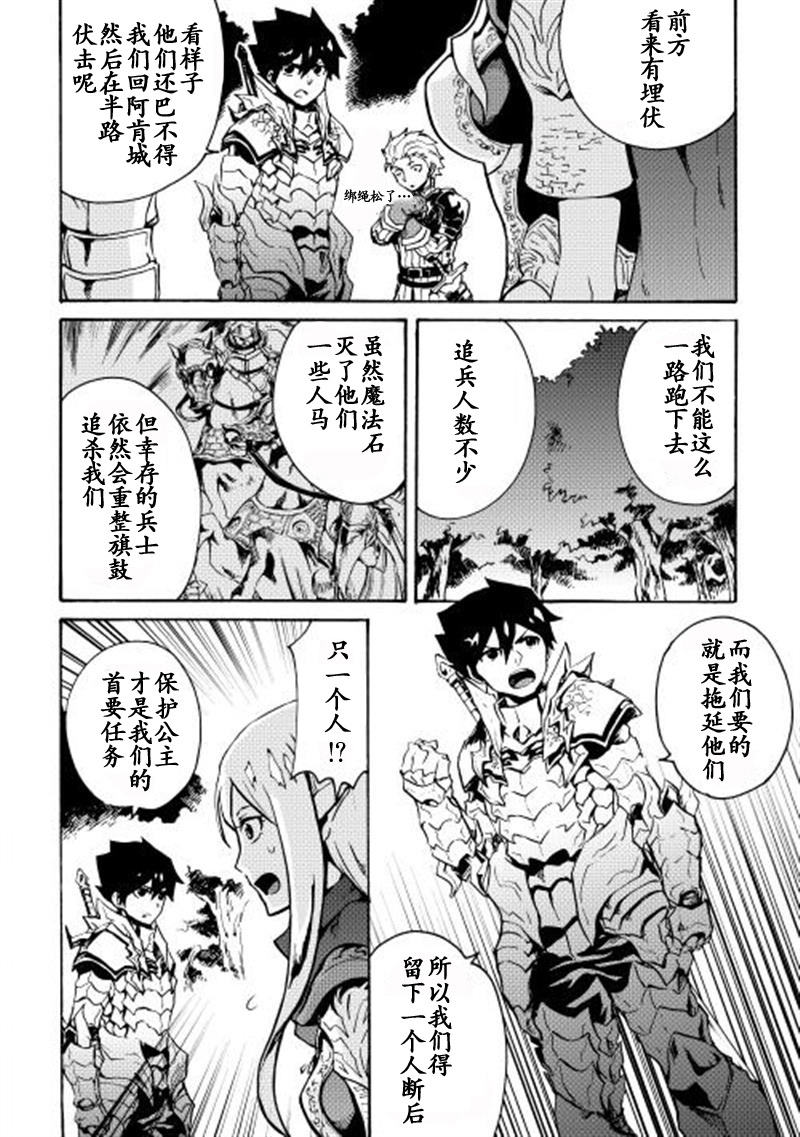 前方
看来有埋伏
看样子
他们还巴不得
我们回阿肯城
然后在半路
伏击呢
绑绳松了…
我们不能这么
一路跑下去
追兵人数不少
虽然魔法石
灭了他们
一些人马
但幸存的兵士
依然会重整旗鼓
追杀我们
而我们要的
就是拖延他们
所以我们得
留下一个人断后
只一个人!?
保护公主
才是我们的
首要任务